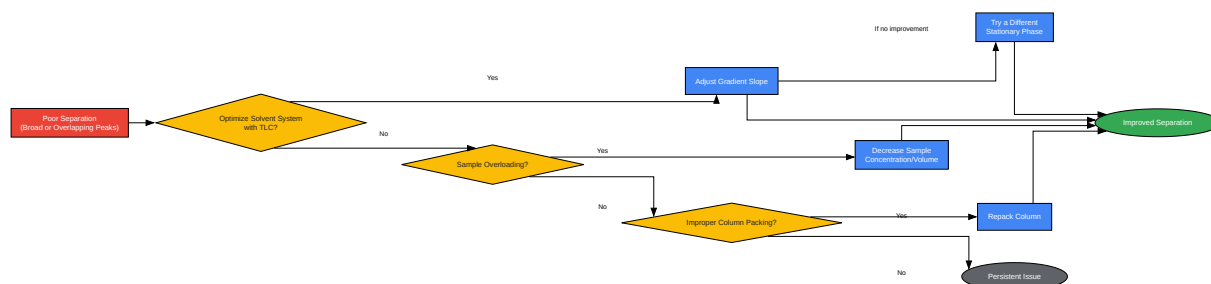 Try a Different
Stationary Phase
If no improvement
Yes
Adjust Gradient Slope
Poor Separation
(Broad or Overlapping Peaks)
Optimize Solvent System
with TLC?
Improved Separation
No
Sample Overloading?
Yes
Decrease Sample
Concentration/Volume
No
Improper Column Packing?
Yes
Repack Column
No
Persistent Issue